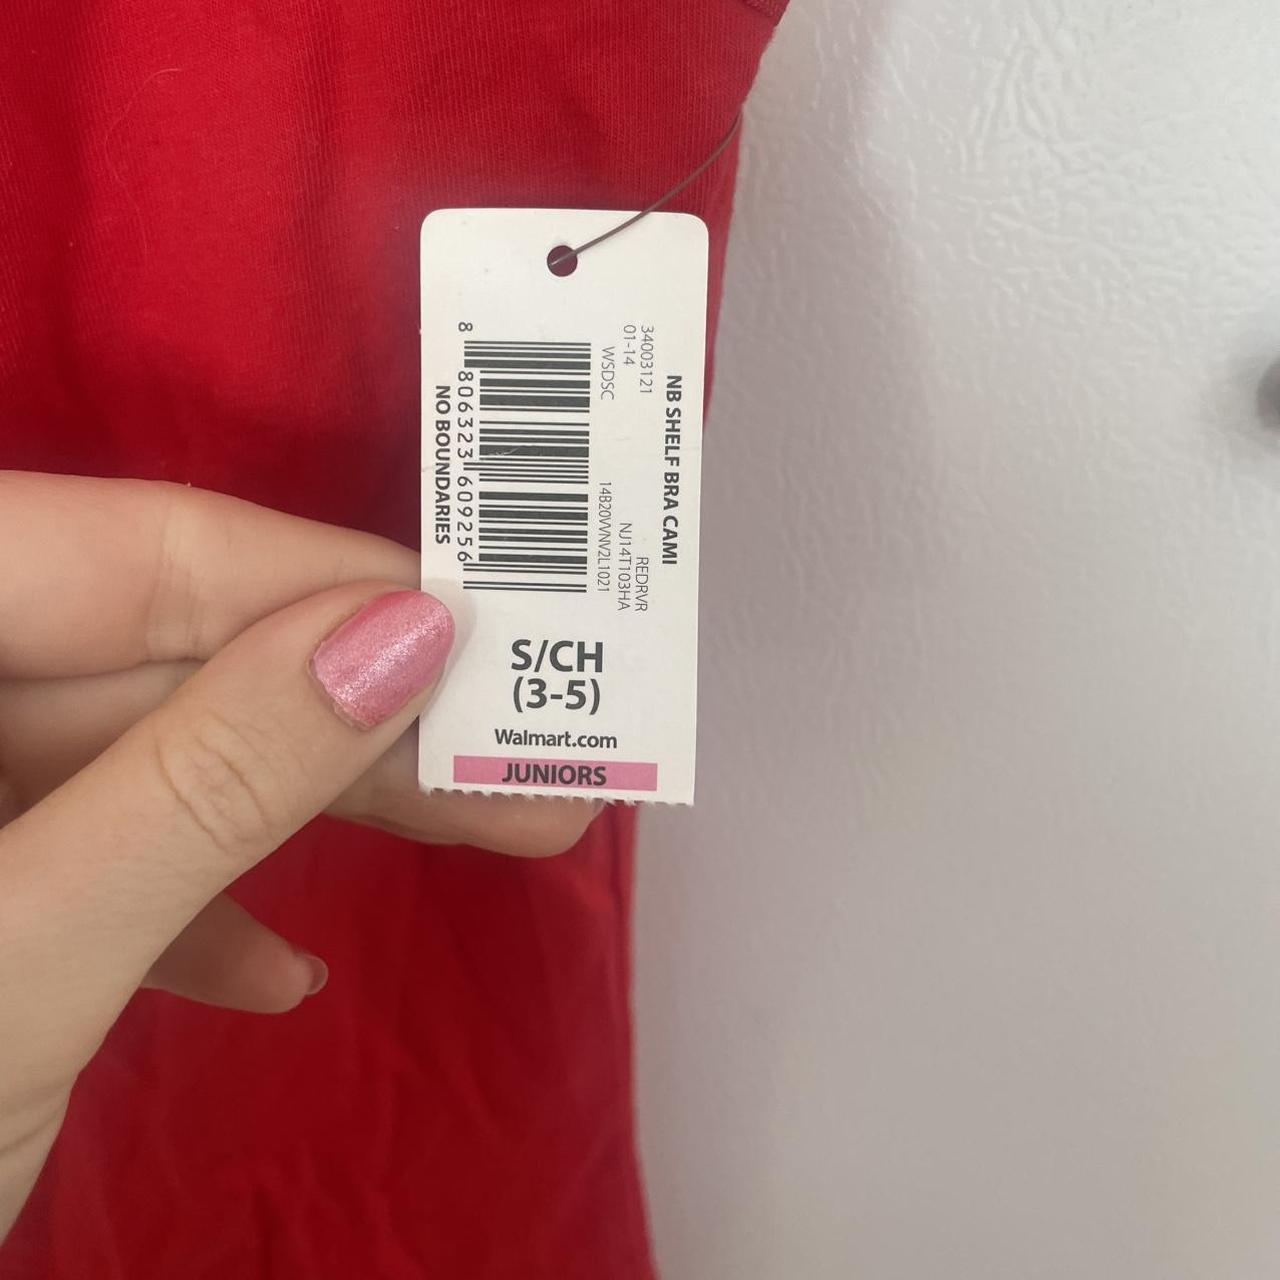 NB SHELF BRA CAMI
34003121 REDRVR
01-14 NJ14T103HA
WSDSC 14B20WNV2L1021
8 806323 609256
NO BOUNDARIES
S/CH
(3-5)
Walmart.com
JUNIORS